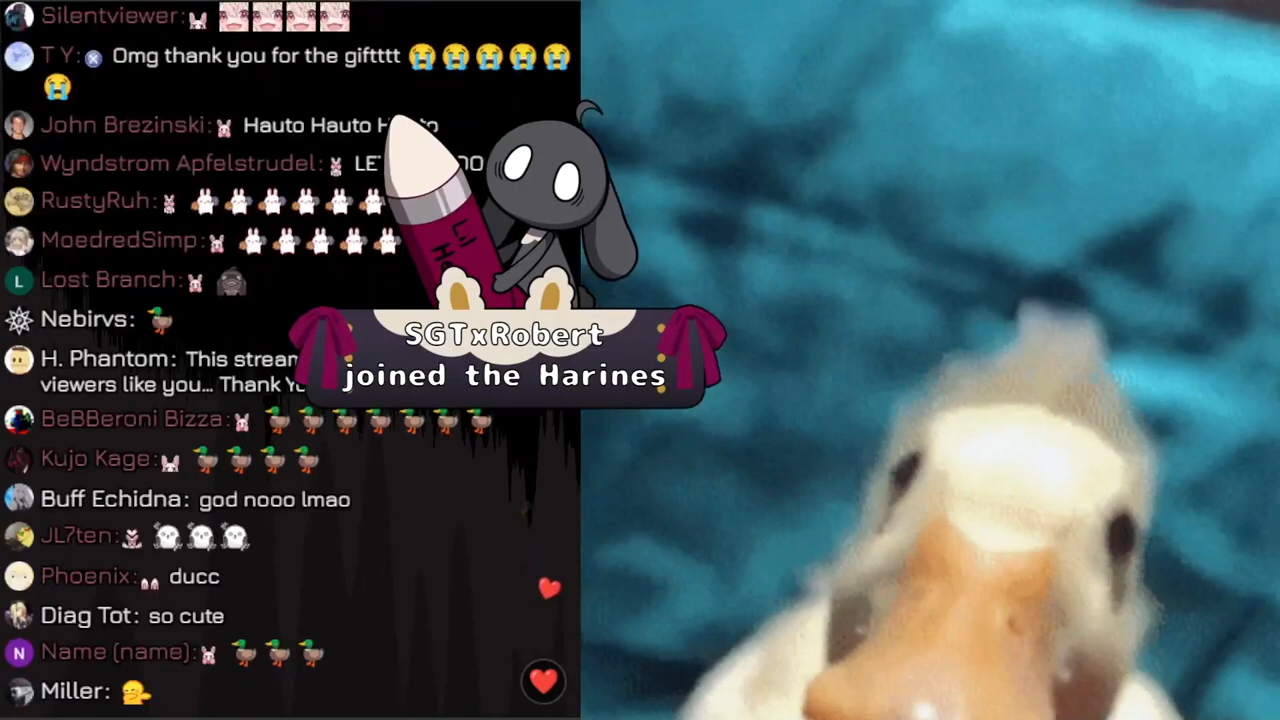 Silentviewer:
T Y: Omg thank you for the giftttt
John Brezinski: Hauto Hauto
Wyndstrom Apfelstrudel:
RustyRuh:
MoedredSimp:
Lost Branch:
L
Nebirvs:
H. Phantom: This stream
viewers like you... Thank
SGTxRobert
joined the Harines
BeBBeroni Bizza:
Kujo Kage:
Buff Echidna: god nooo lmao
JL7ten:
Phoenix: ducc
Diag Tot: so cute
N
Name [name]:
Miller: